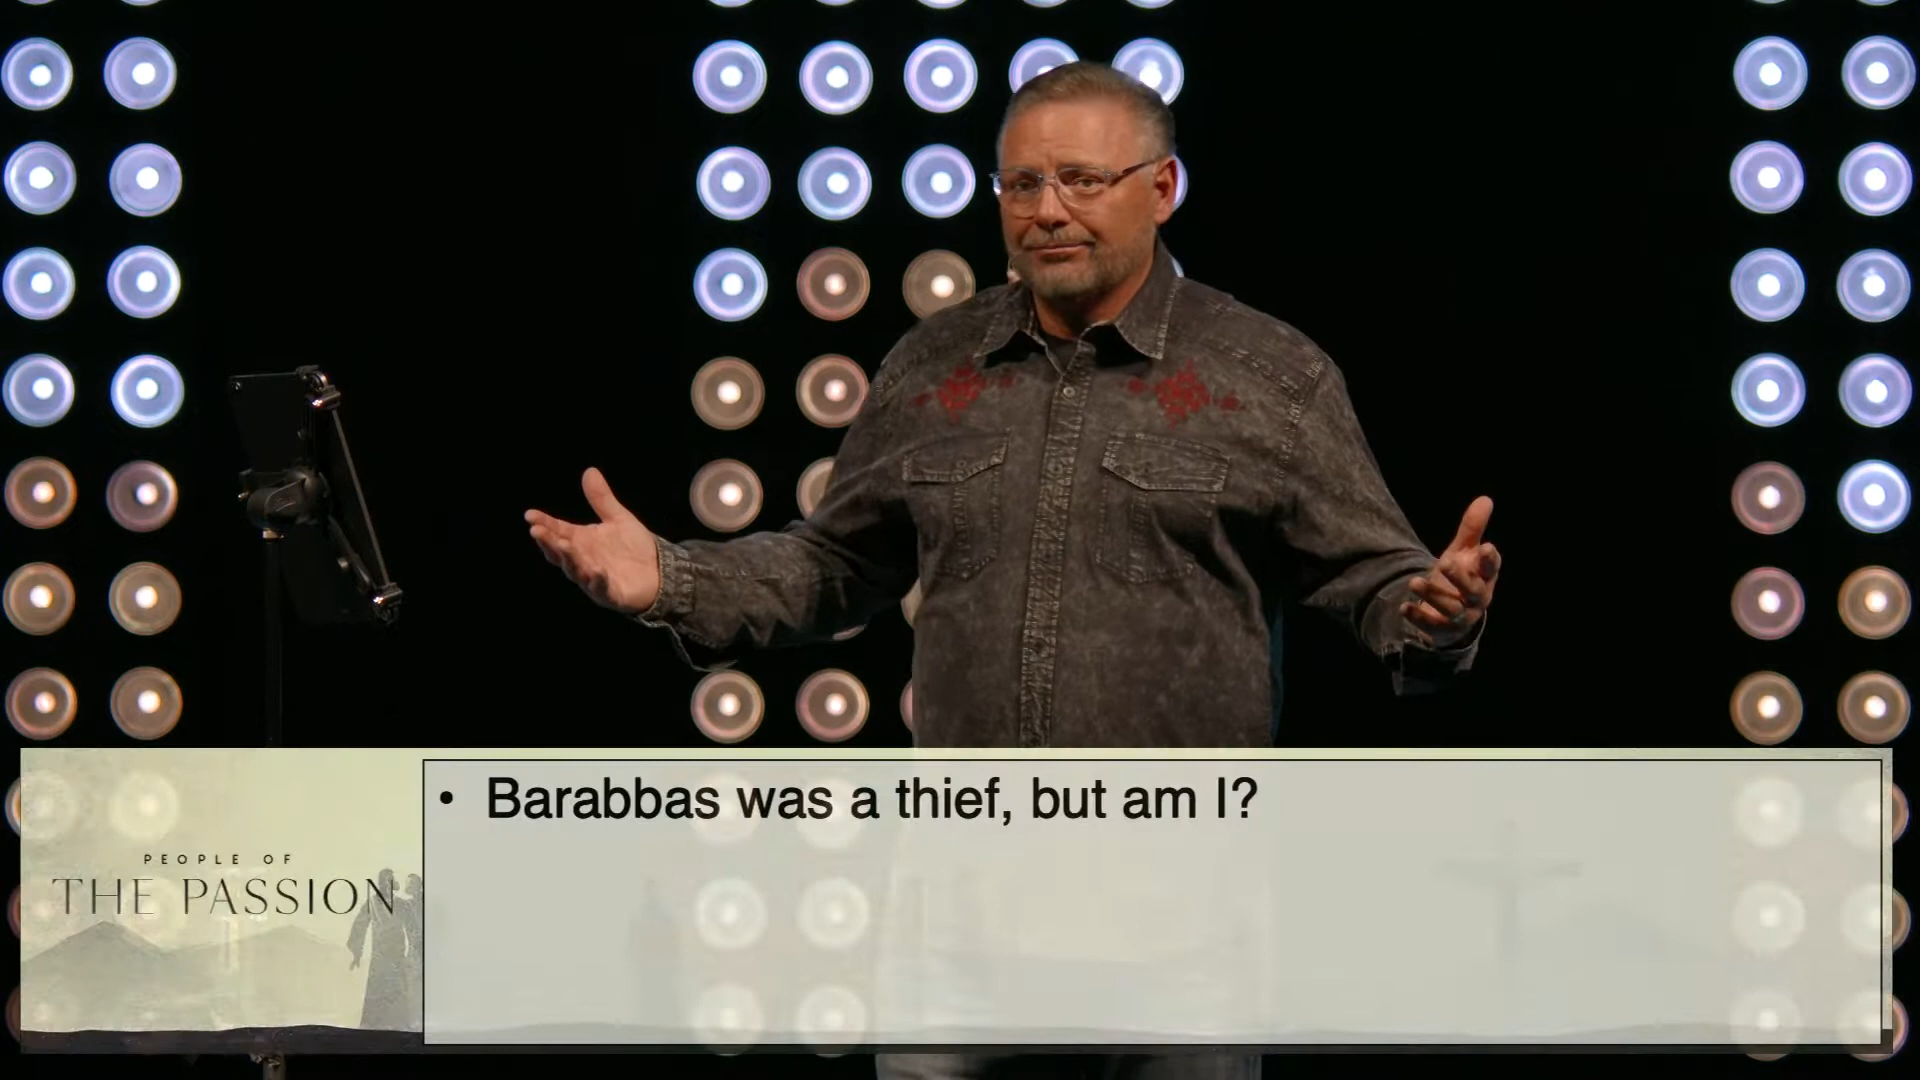 PEOPLE OF
THE PASSION
• Barabbas was a thief, but am I?